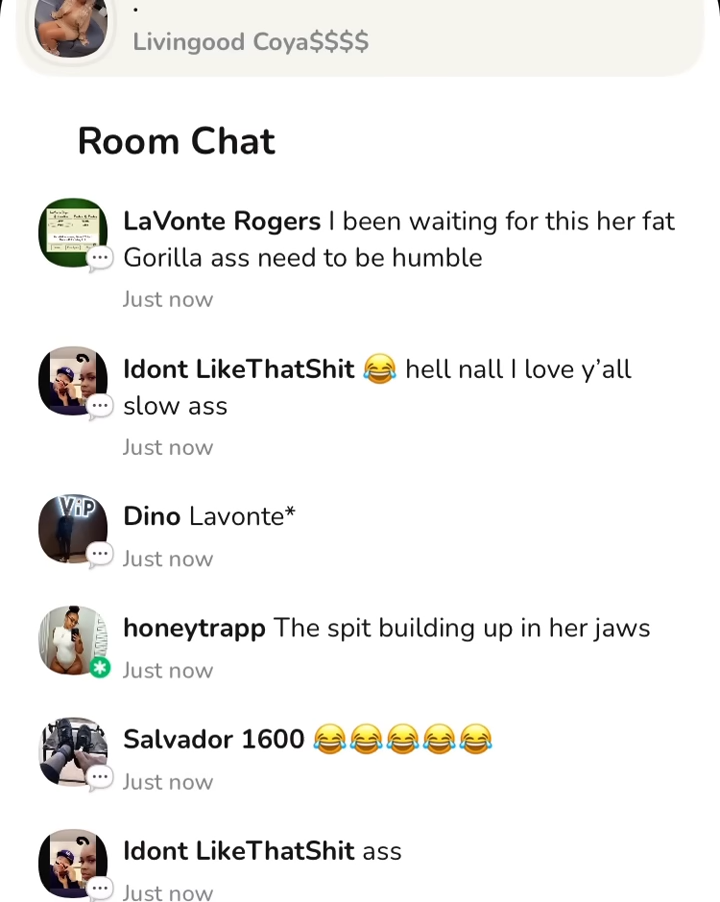 .
Livingood Coya$$$$
Room Chat
LaVonte Rogers I been waiting for this her fat
Gorilla ass need to be humble
Just now
Idont LikeThatShit 😂 hell nall I love y’all
slow ass
Just now
ViP
Dino Lavonte*
Just now
honeytrapp The spit building up in her jaws
Just now
Salvador 1600 😂😂😂😂😂
Just now
Idont LikeThatShit ass
Just now